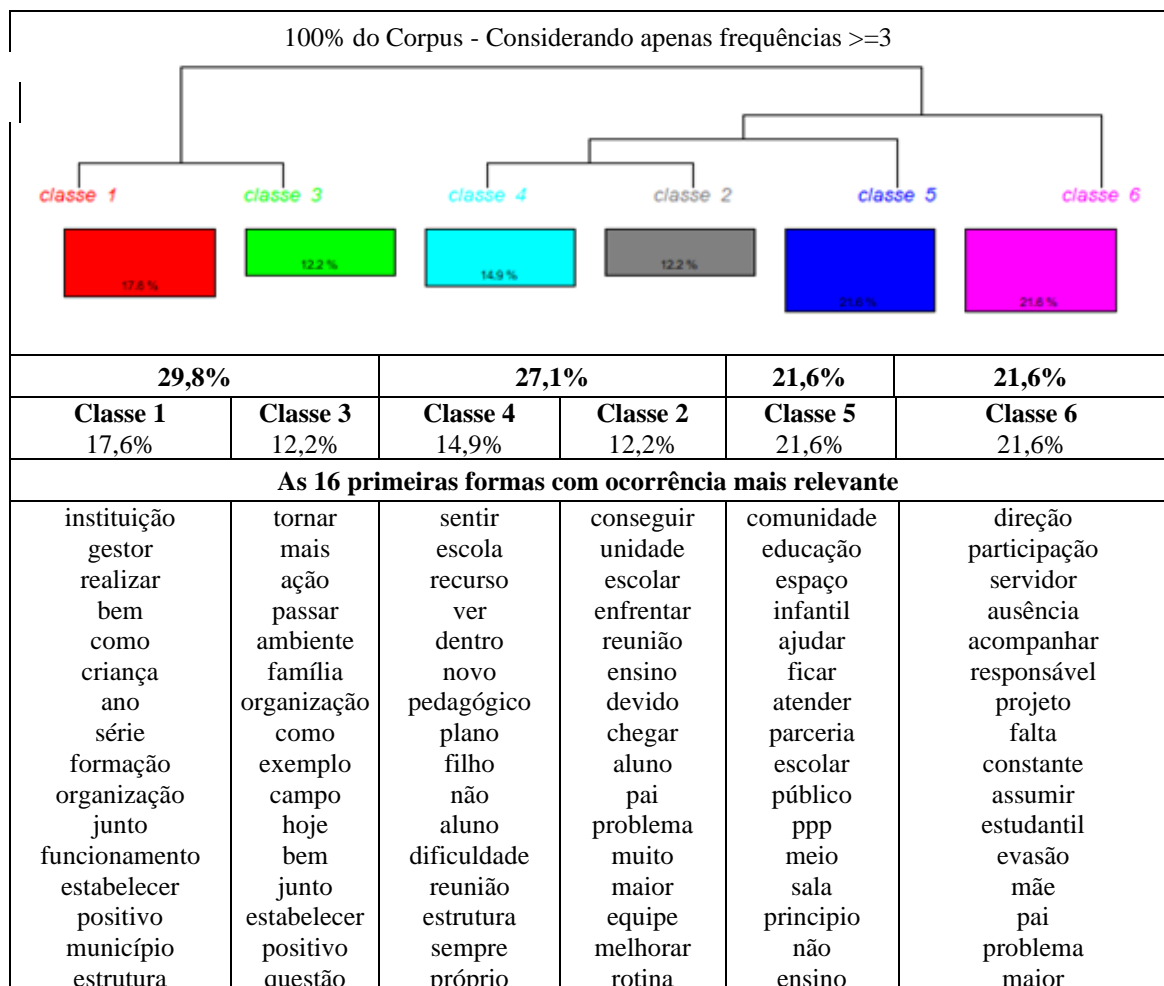 100% do Corpus - Considerando apenas frequências >=3
classe 1 classe 3 classe 4 classe 2 classe 5 classe 6
17.6 % 12.2 % 14.9 % 12.2 % 21.6 % 21.6 %
29,8% 27,1% 21,6% 21,6%
Classe 1 Classe 3 Classe 4 Classe 2 Classe 5 Classe 6
17,6% 12,2% 14,9% 12,2% 21,6% 21,6%
As 16 primeiras formas com ocorrência mais relevante
instituição tornar sentir conseguir comunidade direção
gestor mais escola unidade educação participação
realizar ação recurso escolar espaço servidor
bem passar ver enfrentar infantil ausência
como ambiente dentro reunião ajudar acompanhar
criança família novo ensino ficar responsável
ano organização pedagógico devido atender projeto
série como plano chegar parceria falta
formação exemplo filho aluno escolar constante
organização campo não pai público assumir
junto hoje aluno problema ppp estudantil
funcionamento bem dificuldade muito meio evasão
estabelecer junto reunião maior sala mãe
positivo estabelecer estrutura equipe principio pai
município positivo sempre melhorar não problema
estrutura questão próprio rotina ensino maior